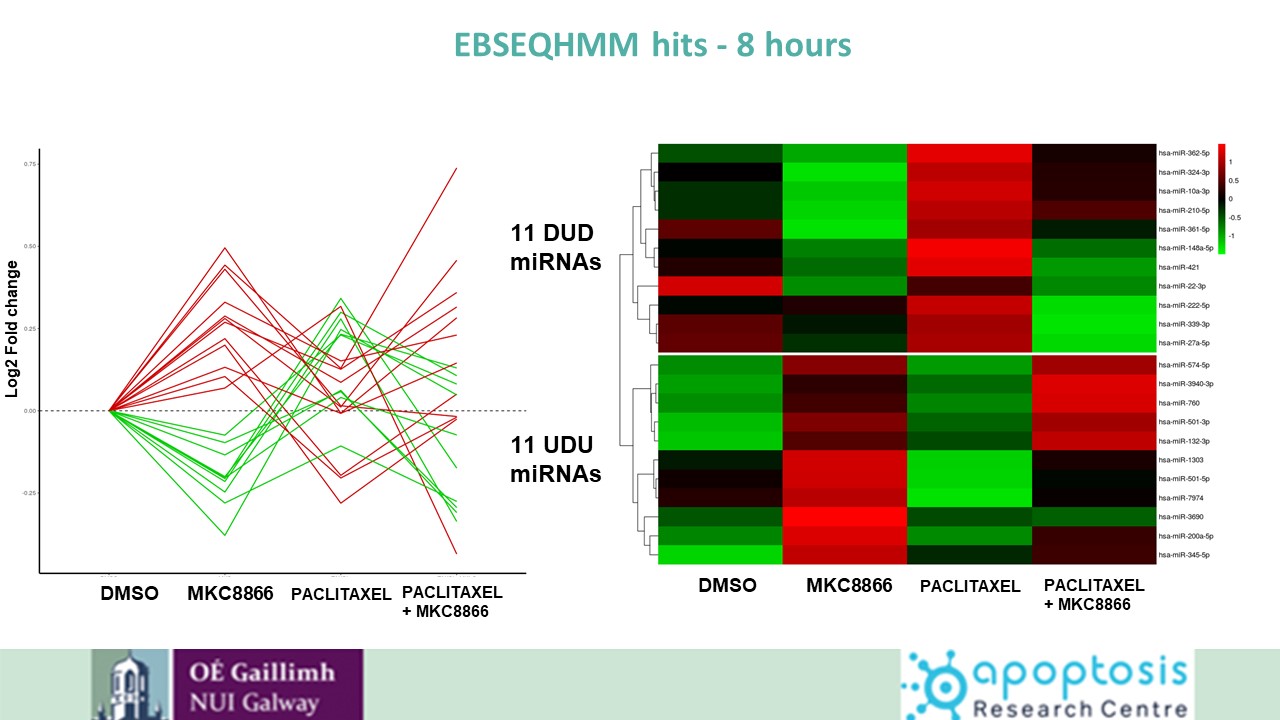 EBSEQHMM hits - 8 hours
Log2 Fold change
0.75
0.50
0.25
0.00
-0.25
DMSO
MKC8866
PACLITAXEL
PACLITAXEL
+ MKC8866
11 DUD
miRNAs
11 UDU
miRNAs
hsa-miR-362-5p
hsa-miR-324-3p
hsa-miR-10a-3p
hsa-miR-210-5p
hsa-miR-361-5p
hsa-miR-148a-5p
hsa-miR-421
hsa-miR-22-3p
hsa-miR-222-5p
hsa-miR-339-3p
hsa-miR-27a-5p
hsa-miR-574-5p
hsa-miR-3940-3p
hsa-miR-760
hsa-miR-501-3p
hsa-miR-132-3p
hsa-miR-1303
hsa-miR-501-5p
hsa-miR-7974
hsa-miR-3690
hsa-miR-200a-5p
hsa-miR-345-5p
1
0.5
0
-0.5
-1
DMSO
MKC8866
PACLITAXEL
PACLITAXEL
+ MKC8866
OÉ Gaillimh
NUI Galway
apoptosis
Research Centre